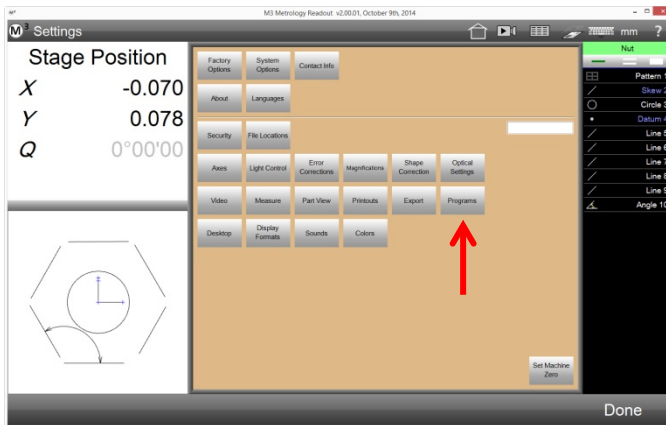 M3 Metrology Readout v2.00.01, October 9th, 2014
M3 Settings
mm ?
Stage Position
X -0.070
Y 0.078
Q 0°00'00
Factory Options
System Options
Contact Info
About
Languages
Security
File Locations
Axes
Light Control
Error Corrections
Magnifications
Shape Correction
Optical Settings
Video
Measure
Part View
Printouts
Export
Programs
Desktop
Display Formats
Sounds
Colors
Set Machine Zero
Nut
Pattern 1
Skew 2
Circle 3
Datum 4
Line 5
Line 6
Line 7
Line 8
Line 9
Angle 10
Done